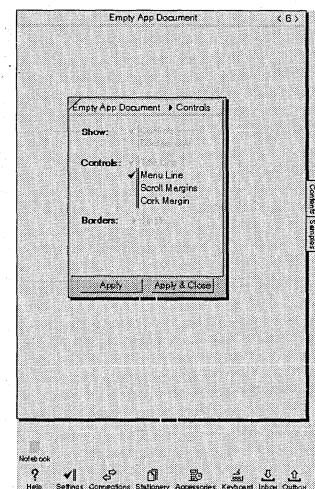 Empty App Document < 6 >
Empty App Document ▸ Controls
Show:
Controls:
✓ Menu Line
Scroll Margins
Cork Margin
Borders:
Apply Apply & Close
Contents Samples
Notebook
? Help Settings Connections Stationery Accessories Keyboard Inbox Outbox